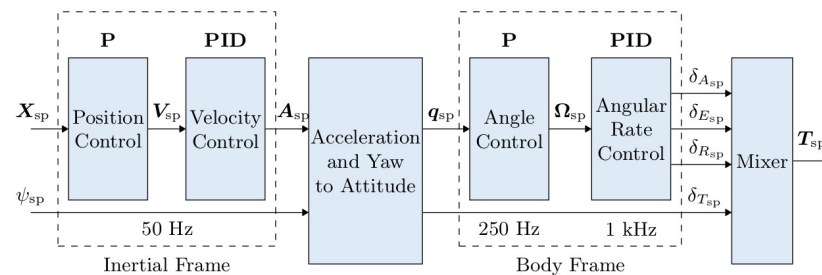 P
PID
P
PID
X_sp
Position
Control
V_sp
Velocity
Control
A_sp
Acceleration
and Yaw
to Attitude
q_sp
Angle
Control
Ω_sp
Angular
Rate
Control
δ_A_sp
δ_E_sp
δ_R_sp
δ_T_sp
Mixer
T_sp
ψ_sp
50 Hz
250 Hz
1 kHz
Inertial Frame
Body Frame